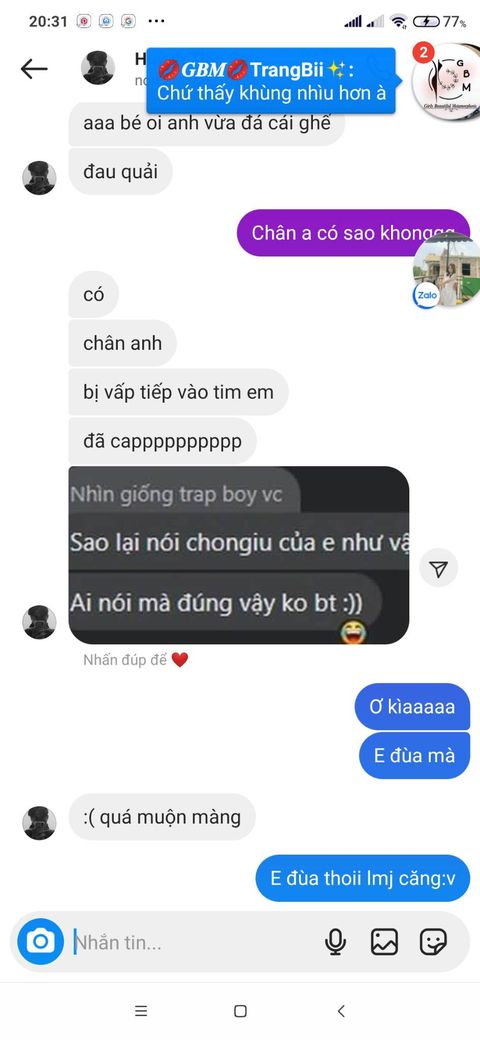 20:31
77%
H
💋GBM💋TrangBii✨:
Chứ thấy khùng nhìu hơn à
2
G
B
M
Girls Beautiful Metamorphosis
aaa bé ơi anh vừa đá cái ghế
đau quải
Chân a có sao khonggg
Zalo
có
chân anh
bị vấp tiếp vào tim em
đã capppppppppp
Nhìn giống trap boy vc
Sao lại nói chongiu của e như vậ
Ai nói mà đúng vậy ko bt :))
Nhấn đúp để ❤️
Ơ kìaaaaa
E đùa mà
:( quá muộn màng
E đùa thoii lmj căng:v
Nhắn tin...